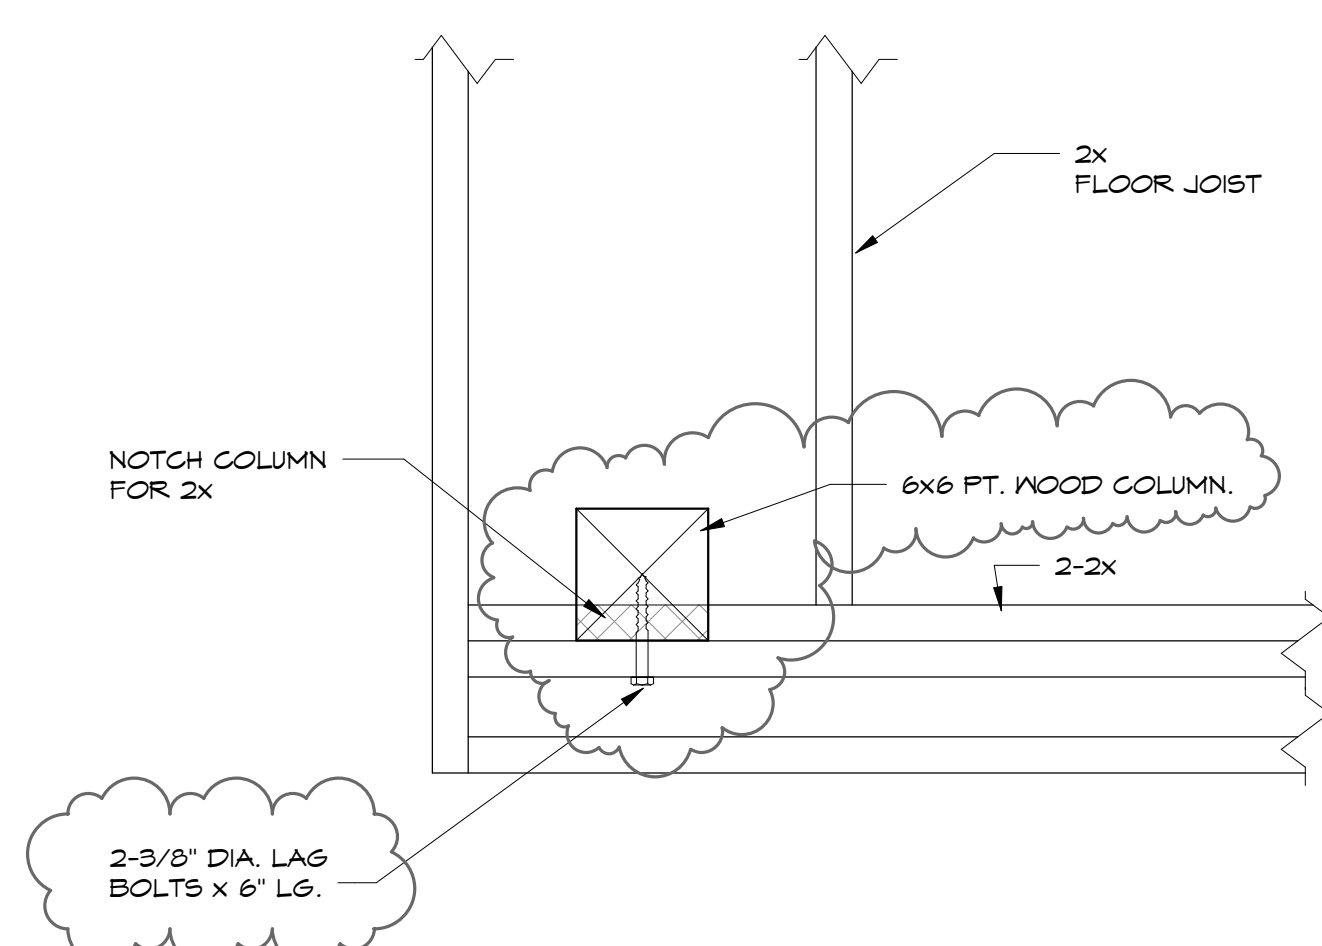 2x
FLOOR JOIST
NOTCH COLUMN
FOR 2x
6x6 PT. WOOD COLUMN.
2-2x
2-3/8" DIA. LAG
BOLTS x 6" LG.